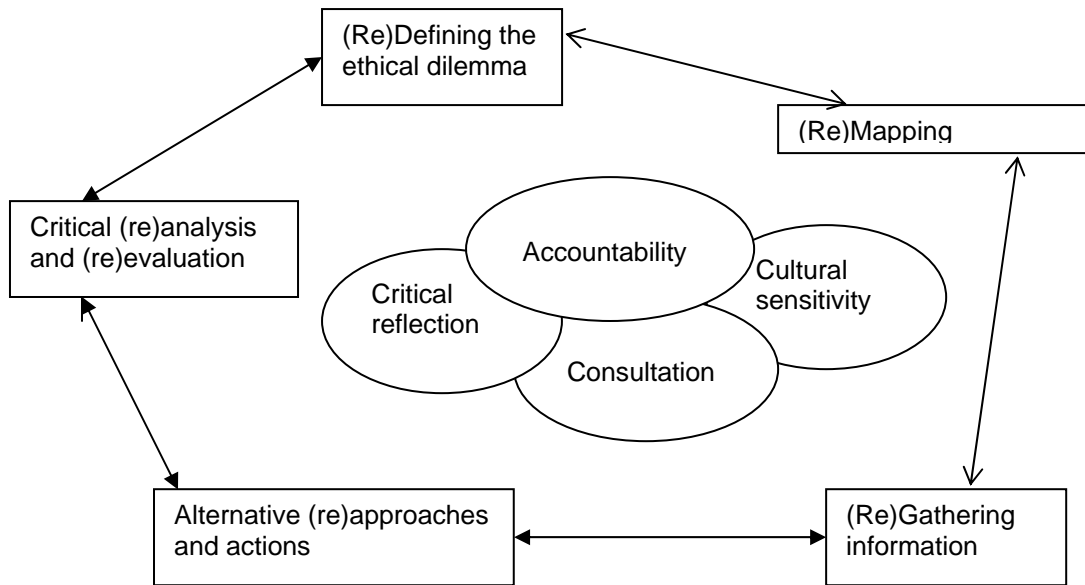 (Re)Defining the
ethical dilemma
(Re)Mapping
Critical (re)analysis
and (re)evaluation
Accountability
Cultural
sensitivity
Critical
reflection
Consultation
Alternative (re)approaches
and actions
(Re)Gathering
information